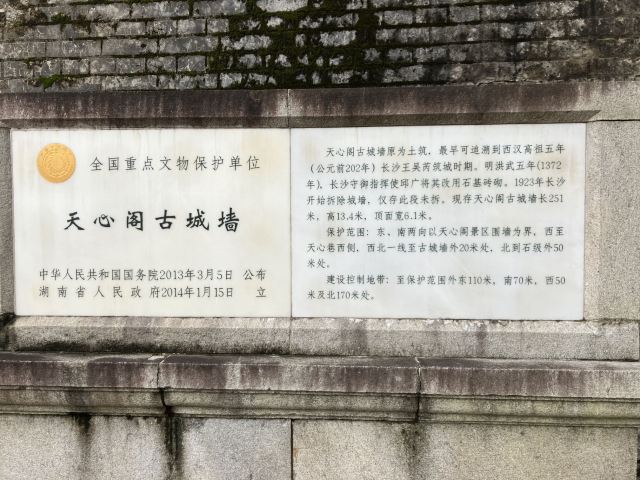 全国重点文物保护单位
天心阁古城墙
中华人民共和国国务院2013年3月5日 公布
湖南省人民政府2014年1月15日 立
天心阁古城墙原为土筑，最早可追溯到西汉高祖五年
（公元前202年）长沙王吴芮筑城时期。明洪武五年(1372
年)，长沙守御指挥使邱广将其改用石基砖砌。1923年长沙
开始拆除城墙，仅存此段未拆。现存天心阁古城墙长251
米，高13.4米，顶面宽6.1米。
保护范围：东、南两向以天心阁景区围墙为界，西至
天心巷西侧，西北一线至古城墙外20米处，北到石级外50
米处。
建设控制地带：至保护范围外东110米，南70米，西50
米及北170米处。